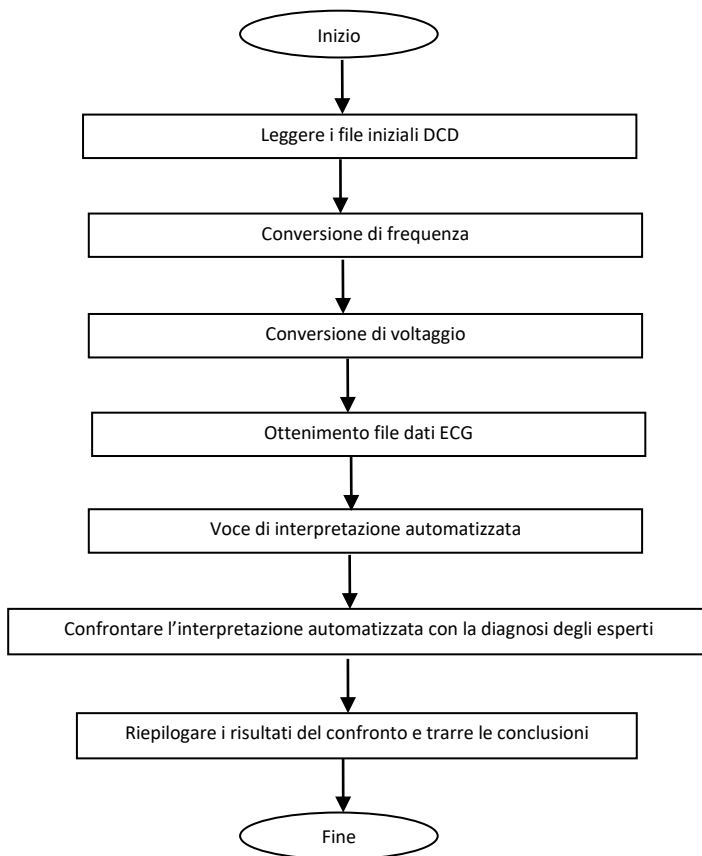 Inizio
Leggere i file iniziali DCD
Conversione di frequenza
Conversione di voltaggio
Ottenimento file dati ECG
Voce di interpretazione automatizzata
Confrontare l’interpretazione automatizzata con la diagnosi degli esperti
Riepilogare i risultati del confronto e trarre le conclusioni
Fine